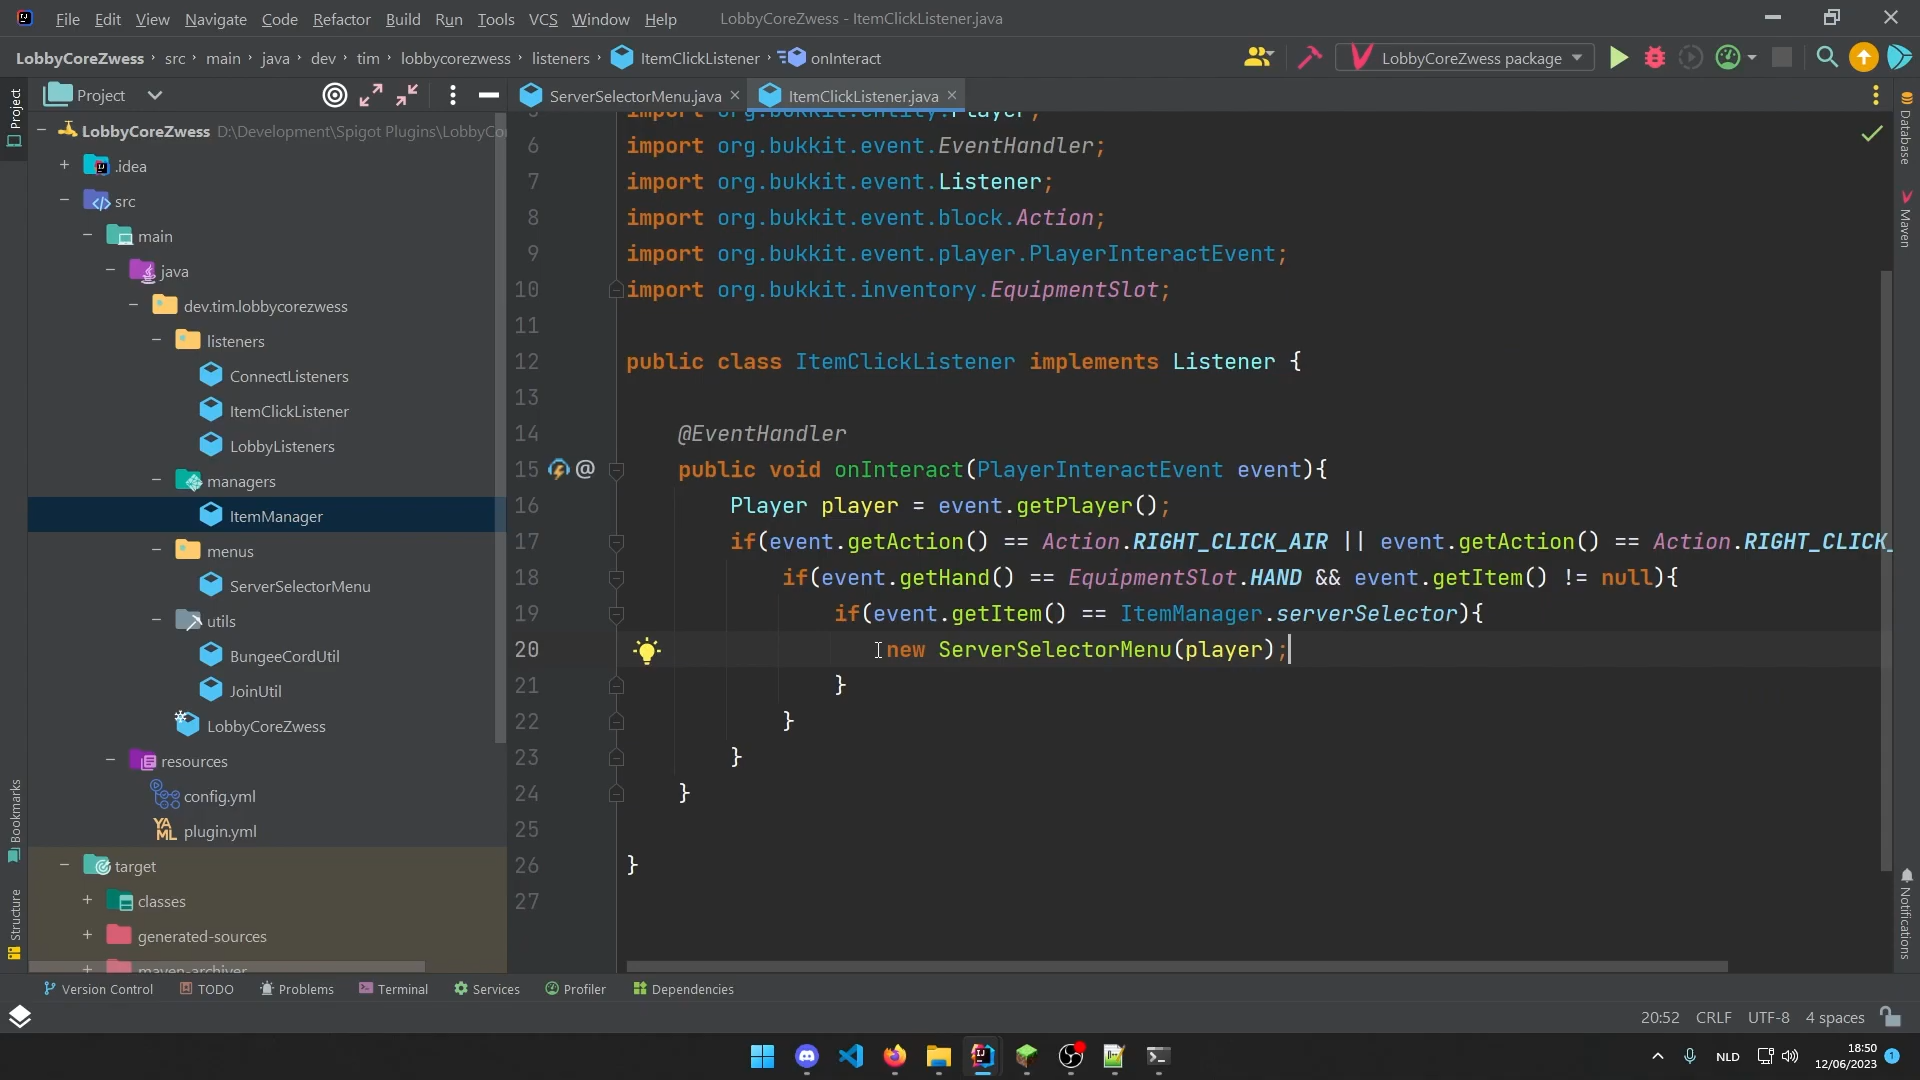 File Edit View Navigate Code Refactor Build Run Tools VCS Window Help LobbyCoreZwess - ItemClickListener.java
LobbyCoreZwess › src › main › java › dev › tim › lobbycorezwess › listeners › ItemClickListener › onInteract LobbyCoreZwess package
Project ServerSelectorMenu.java ItemClickListener.java
LobbyCoreZwess D:\Development\Spigot Plugins\LobbyCo
.idea
src
main
java
dev.tim.lobbycorezwess
listeners
ConnectListeners
ItemClickListener
LobbyListeners
managers
ItemManager
menus
ServerSelectorMenu
utils
BungeeCordUtil
JoinUtil
LobbyCoreZwess
resources
config.yml
plugin.yml
target
classes
generated-sources
maven-archiver
5 import org.bukkit.entity.Player;
6 import org.bukkit.event.EventHandler;
7 import org.bukkit.event.Listener;
8 import org.bukkit.event.block.Action;
9 import org.bukkit.event.player.PlayerInteractEvent;
10 import org.bukkit.inventory.EquipmentSlot;
11
12 public class ItemClickListener implements Listener {
13
14 @EventHandler
15 @ public void onInteract(PlayerInteractEvent event){
16 Player player = event.getPlayer();
17 if(event.getAction() == Action.RIGHT_CLICK_AIR || event.getAction() == Action.RIGHT_CLICK_
18 if(event.getHand() == EquipmentSlot.HAND && event.getItem() != null){
19 if(event.getItem() == ItemManager.serverSelector){
20 new ServerSelectorMenu(player);
21 }
22 }
23 }
24 }
25
26 }
27
Project
Bookmarks
Structure
Database
Maven
Notifications
Version Control TODO Problems Terminal Services Profiler Dependencies
20:52 CRLF UTF-8 4 spaces
NLD 18:50
12/06/2023 1